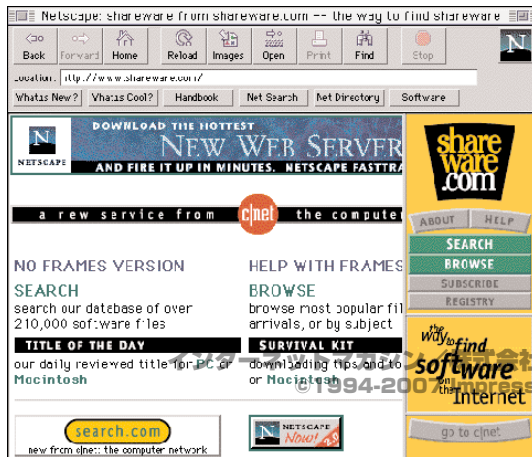 Netscape: shareware from shareware.com -- the way to find shareware
Back Forward Home Reload Images Open Print Find Stop
N
Location: http://www.shareware.com/
What's New? What's Cool? Handbook Net Search Net Directory Software
N
NETSCAPE
DOWNLOAD THE HOTTEST
NEW WEB SERVER
AND FIRE IT UP IN MINUTES. NETSCAPE FASTTRA
a new service from c|net the computer
NO FRAMES VERSION
SEARCH
search our database of over
210,000 software files
TITLE OF THE DAY
our daily reviewed title for PC or
Macintosh
HELP WITH FRAMES
BROWSE
browse most popular fil
arrivals, or by subject
SURVIVAL KIT
downloading tips and to
or Macintosh
search.com
new from c|net: the computer network
N NETSCAPE
Now! 2.0
share
ware
.com
ABOUT HELP
SEARCH
BROWSE
SUBSCRIBE
REGISTRY
the
way to find
software
on
the Internet
go to c|net
インターネットマガジン/株式会社
©1994-2007 Impress